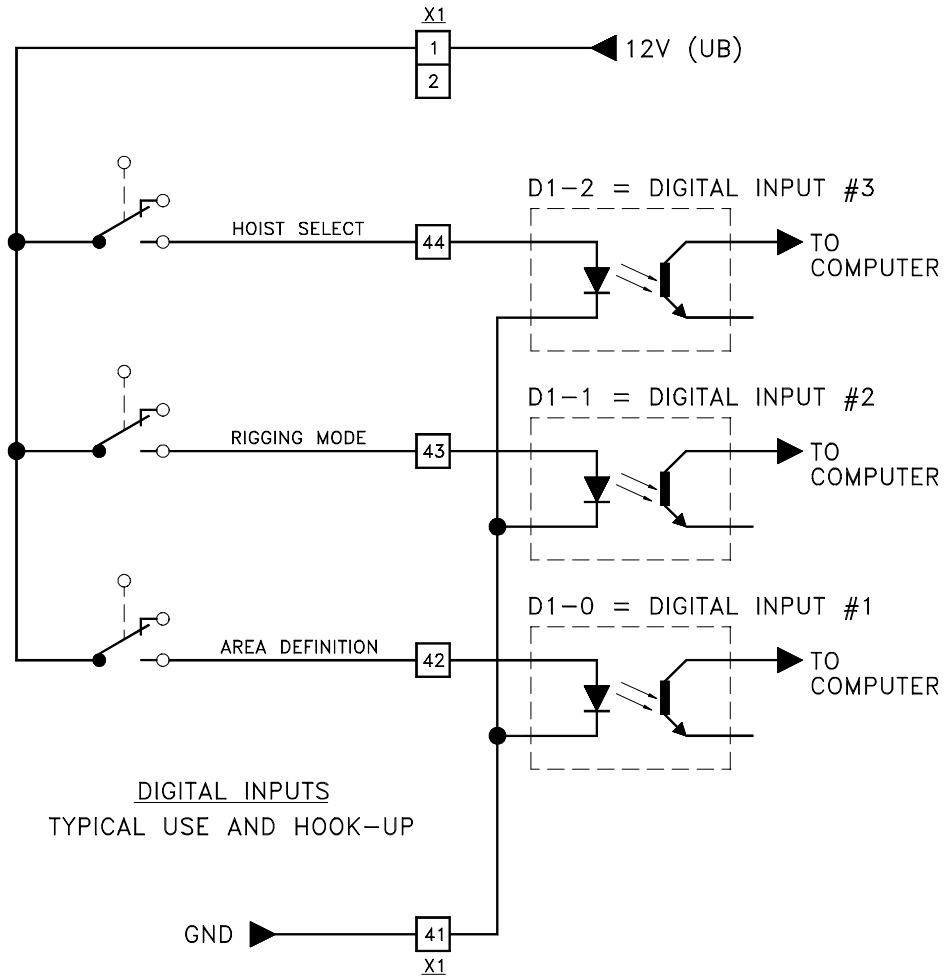 X1
1
12V (UB)
2
D1-2 = DIGITAL INPUT #3
HOIST SELECT
44
TO
COMPUTER
D1-1 = DIGITAL INPUT #2
RIGGING MODE
43
TO
COMPUTER
D1-0 = DIGITAL INPUT #1
AREA DEFINITION
42
TO
COMPUTER
DIGITAL INPUTS
TYPICAL USE AND HOOK-UP
GND
41
X1